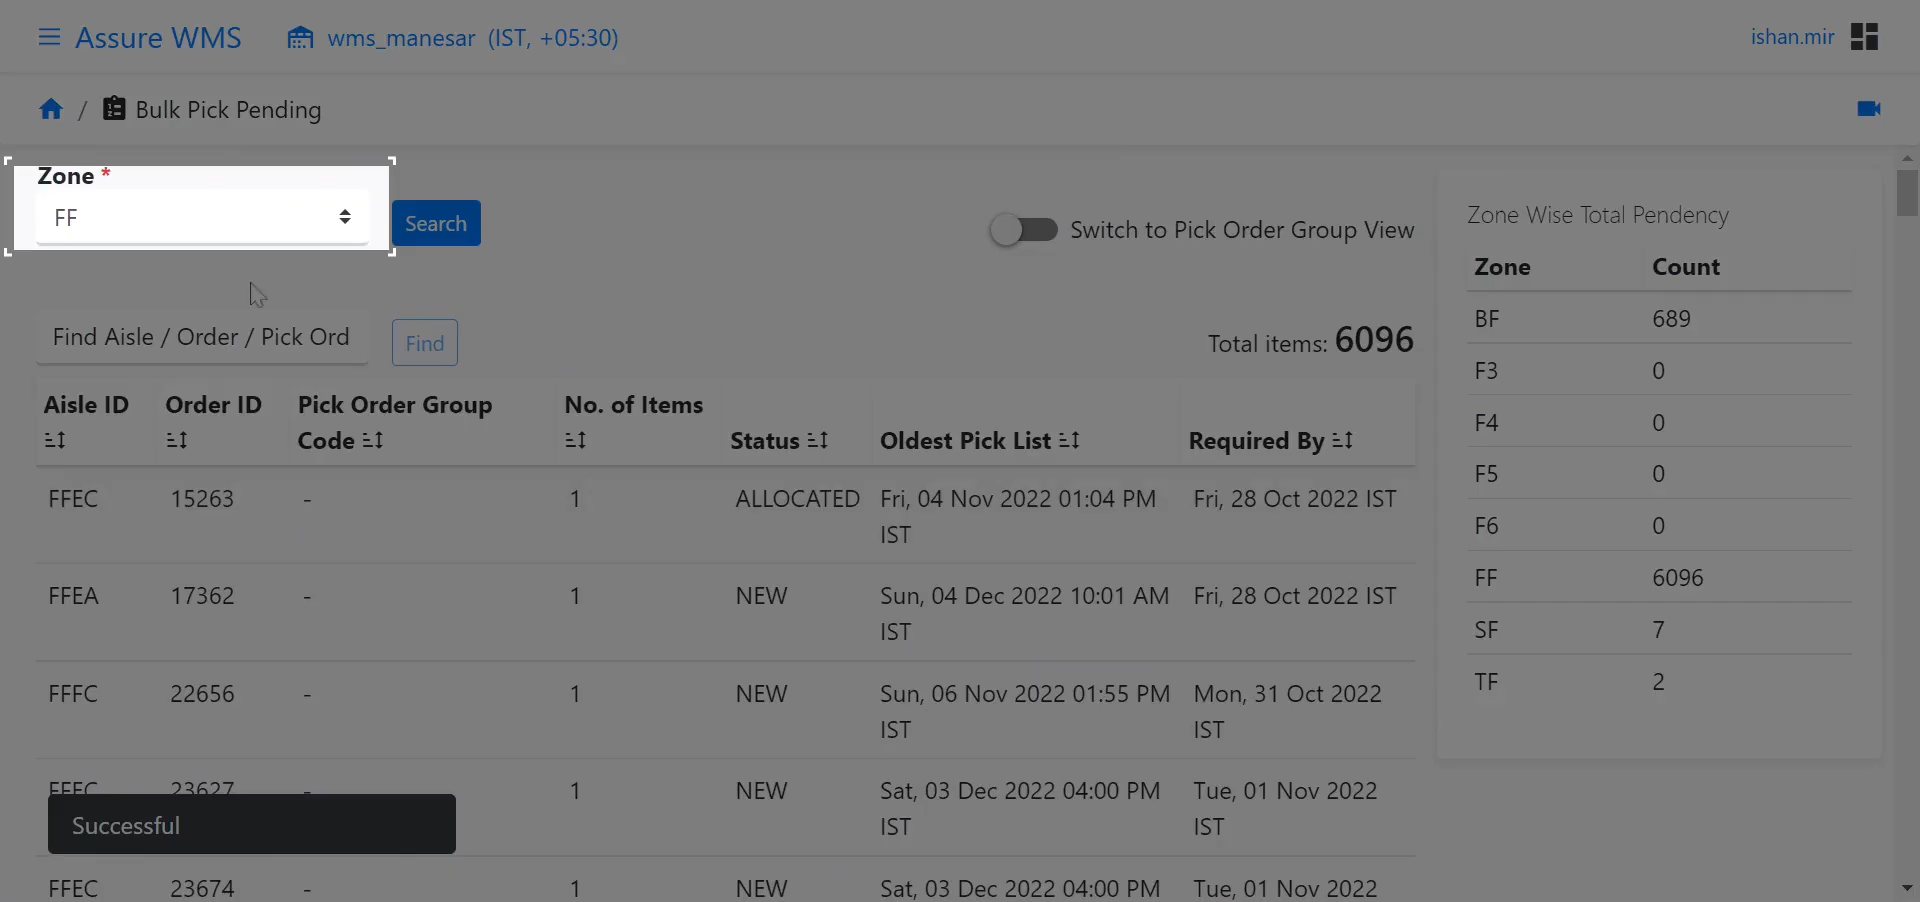 Assure WMS
wms_manesar (IST, +05:30)
ishan.mir
/ Bulk Pick Pending
Zone *
FF
Search
Switch to Pick Order Group View
Find Aisle / Order / Pick Ord
Find
Total items: 6096
Aisle ID Order ID Pick Order Group Code No. of Items Status Oldest Pick List Required By
FFEC 15263 - 1 ALLOCATED Fri, 04 Nov 2022 01:04 PM IST Fri, 28 Oct 2022 IST
FFEA 17362 - 1 NEW Sun, 04 Dec 2022 10:01 AM IST Fri, 28 Oct 2022 IST
FFFC 22656 - 1 NEW Sun, 06 Nov 2022 01:55 PM IST Mon, 31 Oct 2022 IST
FFEC 23627 - 1 NEW Sat, 03 Dec 2022 04:00 PM IST Tue, 01 Nov 2022 IST
FFEC 23674 - 1 NEW Sat, 03 Dec 2022 04:00 PM Tue, 01 Nov 2022
Successful
Zone Wise Total Pendency
Zone Count
BF 689
F3 0
F4 0
F5 0
F6 0
FF 6096
SF 7
TF 2